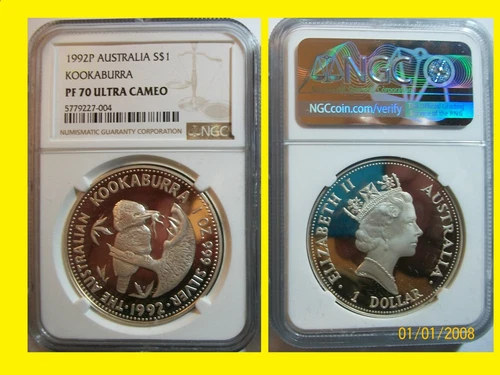 1992P AUSTRALIA S$1
KOOKABURRA
PF 70 ULTRA CAMEO
5779227-004
NUMISMATIC GUARANTY CORPORATION
NGC
THE AUSTRALIAN KOOKABURRA 1 OZ. 999 SILVER
1992
NGC
NGCcoin.com/verify
ELIZABETH II AUSTRALIA
1 DOLLAR
01/01/2008